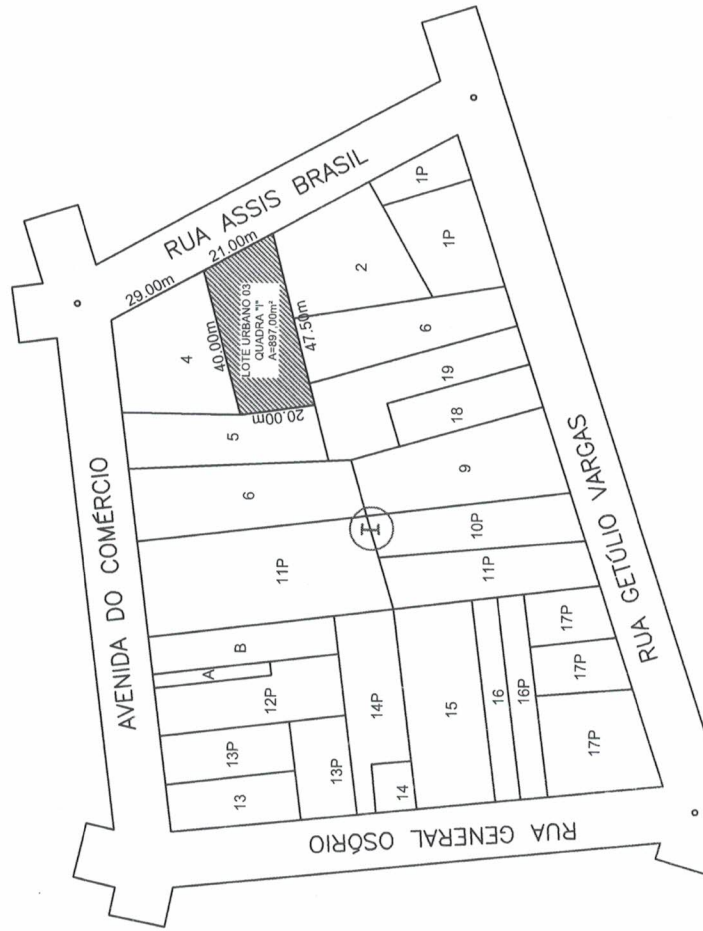 AVENIDA DO COMÉRCIO
RUA ASSIS BRASIL
RUA GETÚLIO VARGAS
RUA GENERAL OSÓRIO
29.00m
21.00m
40.00m
47.50m
20.00m
LOTE URBANO 03
QUADRA "I"
A=897,00m²
4
5
6
11P
B
A
12P
13P
13
13P
14P
14
15
16
16P
17P
17P
17P
11P
10P
9
18
19
6
2
1P
1P
I